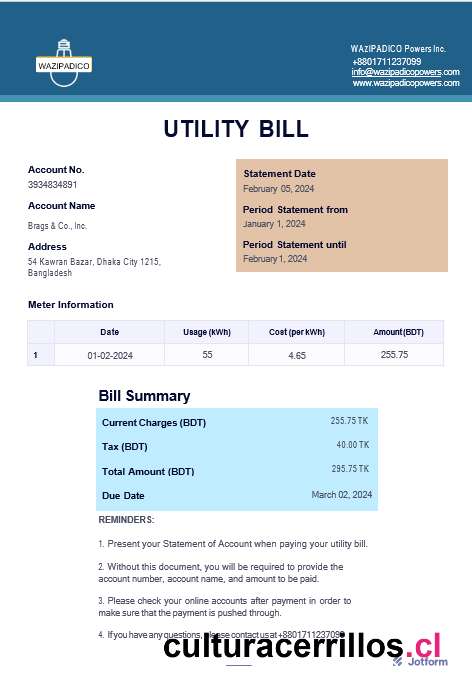 WAZIPADICO
WAZIPADICO Powers Inc.
+8801711237099
info@wazipadicopowers.com
www.wazipadicopowers.com
UTILITY BILL
Account No.
3934834891
Account Name
Brags & Co., Inc.
Address
54 Kawran Bazar, Dhaka City 1215,
Bangladesh
Statement Date
February 05, 2024
Period Statement from
January 1, 2024
Period Statement until
February 1, 2024
Meter Information
Date Usage (kWh) Cost (per kWh) Amount (BDT)
1 01-02-2024 55 4.65 255.75
Bill Summary
Current Charges (BDT) 255.75 TK
Tax (BDT) 40.00 TK
Total Amount (BDT) 295.75 TK
Due Date March 02, 2024
REMINDERS:
1. Present your Statement of Account when paying your utility bill.
2. Without this document, you will be required to provide the
account number, account name, and amount to be paid.
3. Please check your online accounts after payment in order to
make sure that the payment is pushed through.
4. If you have any questions, please contact us at +8801711237099
culturacerrillos.cl
Jotform